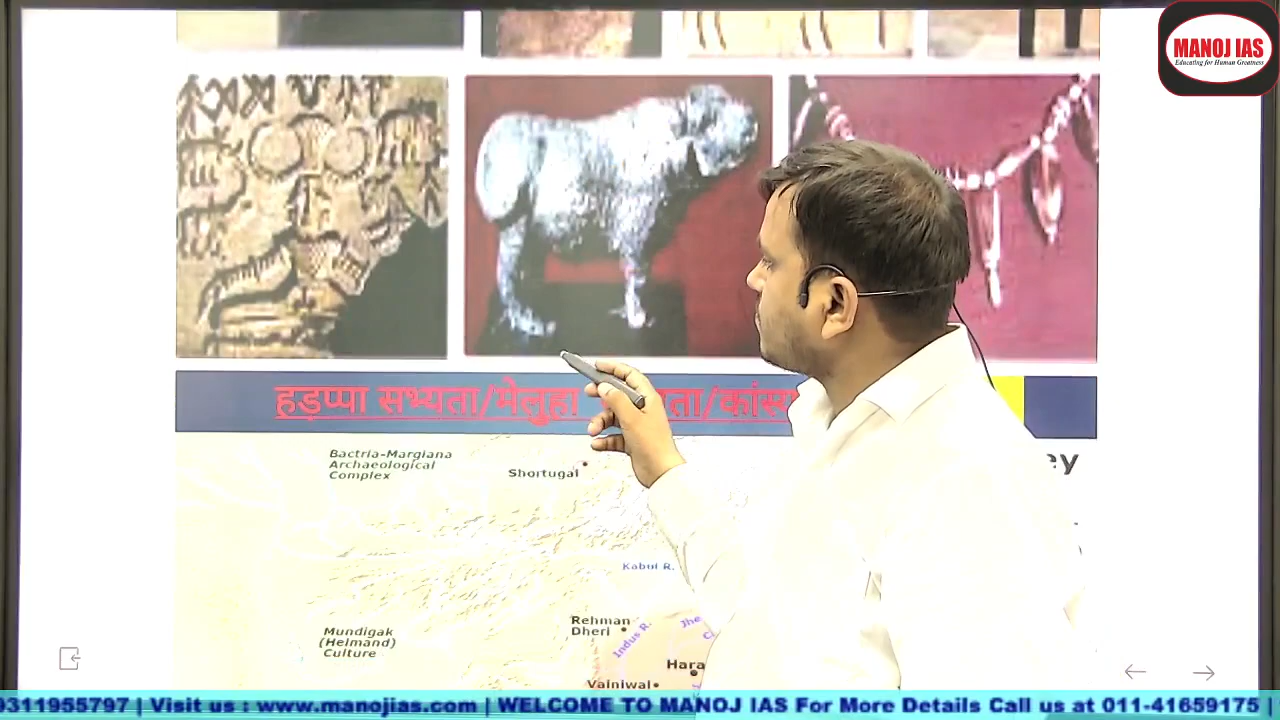 MANOJ IAS
Educating for Human Greatness
हड़प्पा सभ्यता/मेलुहा
Bactria-Margiana
Archaeological
Complex
Shortugai
Kabul R.
Rehman
Dheri
Indus R.
Mundigak
(Helmand)
Culture
Vainiwal
9311955797 | Visit us : www.manojias.com | WELCOME TO MANOJ IAS For More Details Call us at 011-41659175 |